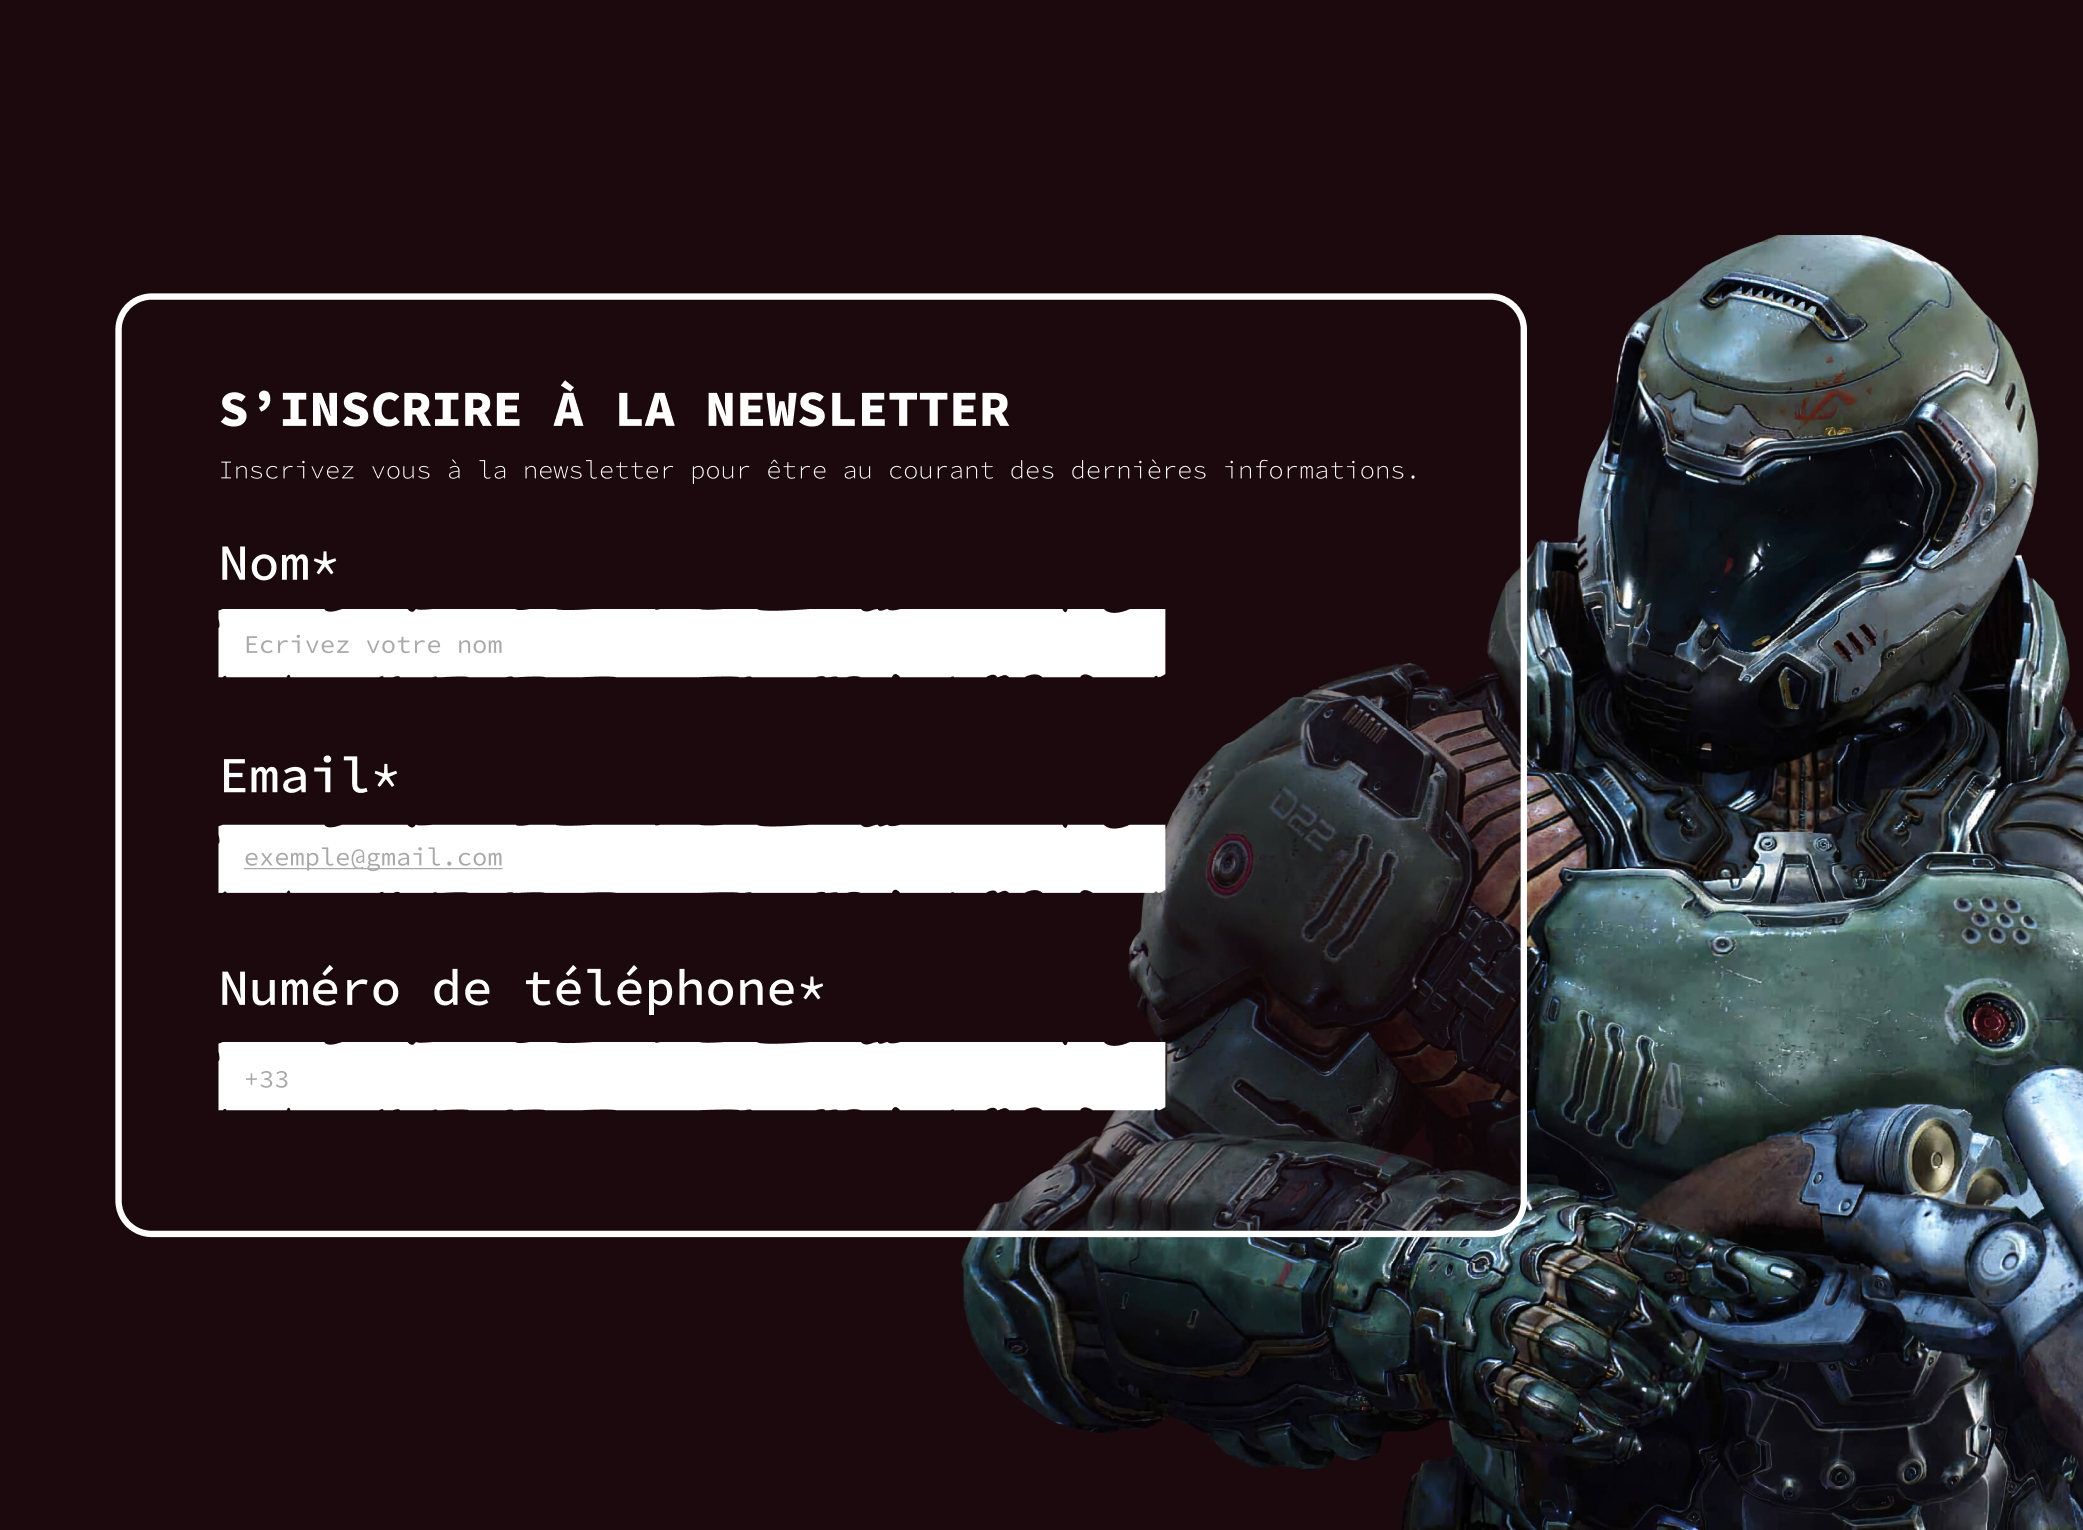 S’INSCRIRE À LA NEWSLETTER
Inscrivez vous à la newsletter pour être au courant des dernières informations.
Nom*
Ecrivez votre nom
Email*
exemple@gmail.com
D22
Numéro de téléphone*
+33